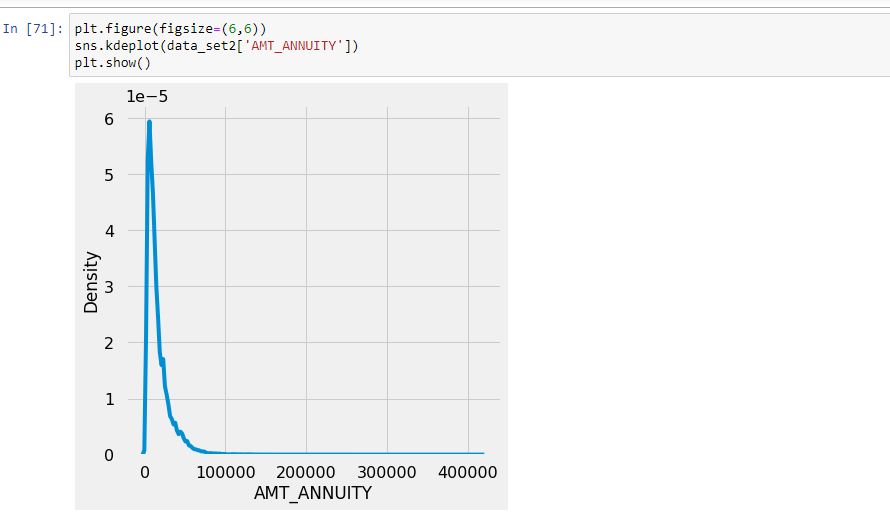 In [71]: plt.figure(figsize=(6,6))
sns.kdeplot(data_set2['AMT_ANNUITY'])
plt.show()
1e−5
6
5
4
3
2
1
0
Density
0 100000 200000 300000 400000
AMT_ANNUITY